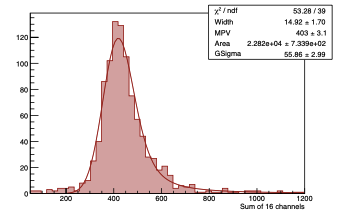 χ² / ndf 53.28 / 39
Width 14.92 ± 1.70
MPV 403 ± 3.1
Area 2.282e+04 ± 7.339e+02
GSigma 55.86 ± 2.99
120
100
80
60
40
20
0
200 400 600 800 1000 1200
Sum of 16 channels